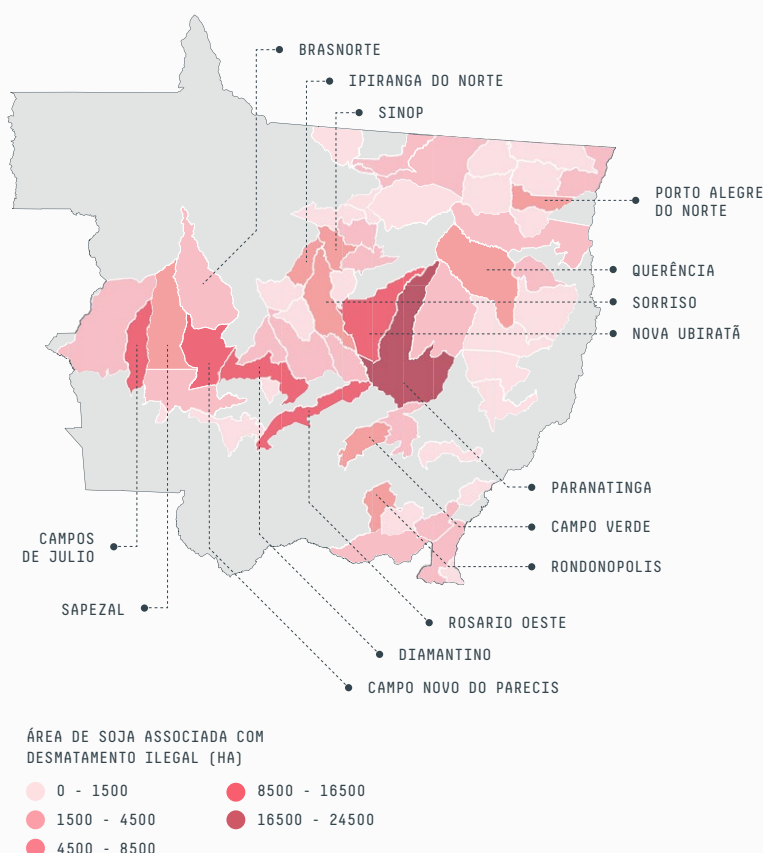 BRASNORTE
IPIRANGA DO NORTE
SINOP
PORTO ALEGRE
DO NORTE
QUERÊNCIA
SORRISO
NOVA UBIRATÃ
PARANATINGA
CAMPO VERDE
RONDONOPOLIS
CAMPOS
DE JULIO
SAPEZAL
ROSARIO OESTE
DIAMANTINO
CAMPO NOVO DO PARECIS
ÁREA DE SOJA ASSOCIADA COM
DESMATAMENTO ILEGAL (HA)
0 - 1500
1500 - 4500
4500 - 8500
8500 - 16500
16500 - 24500